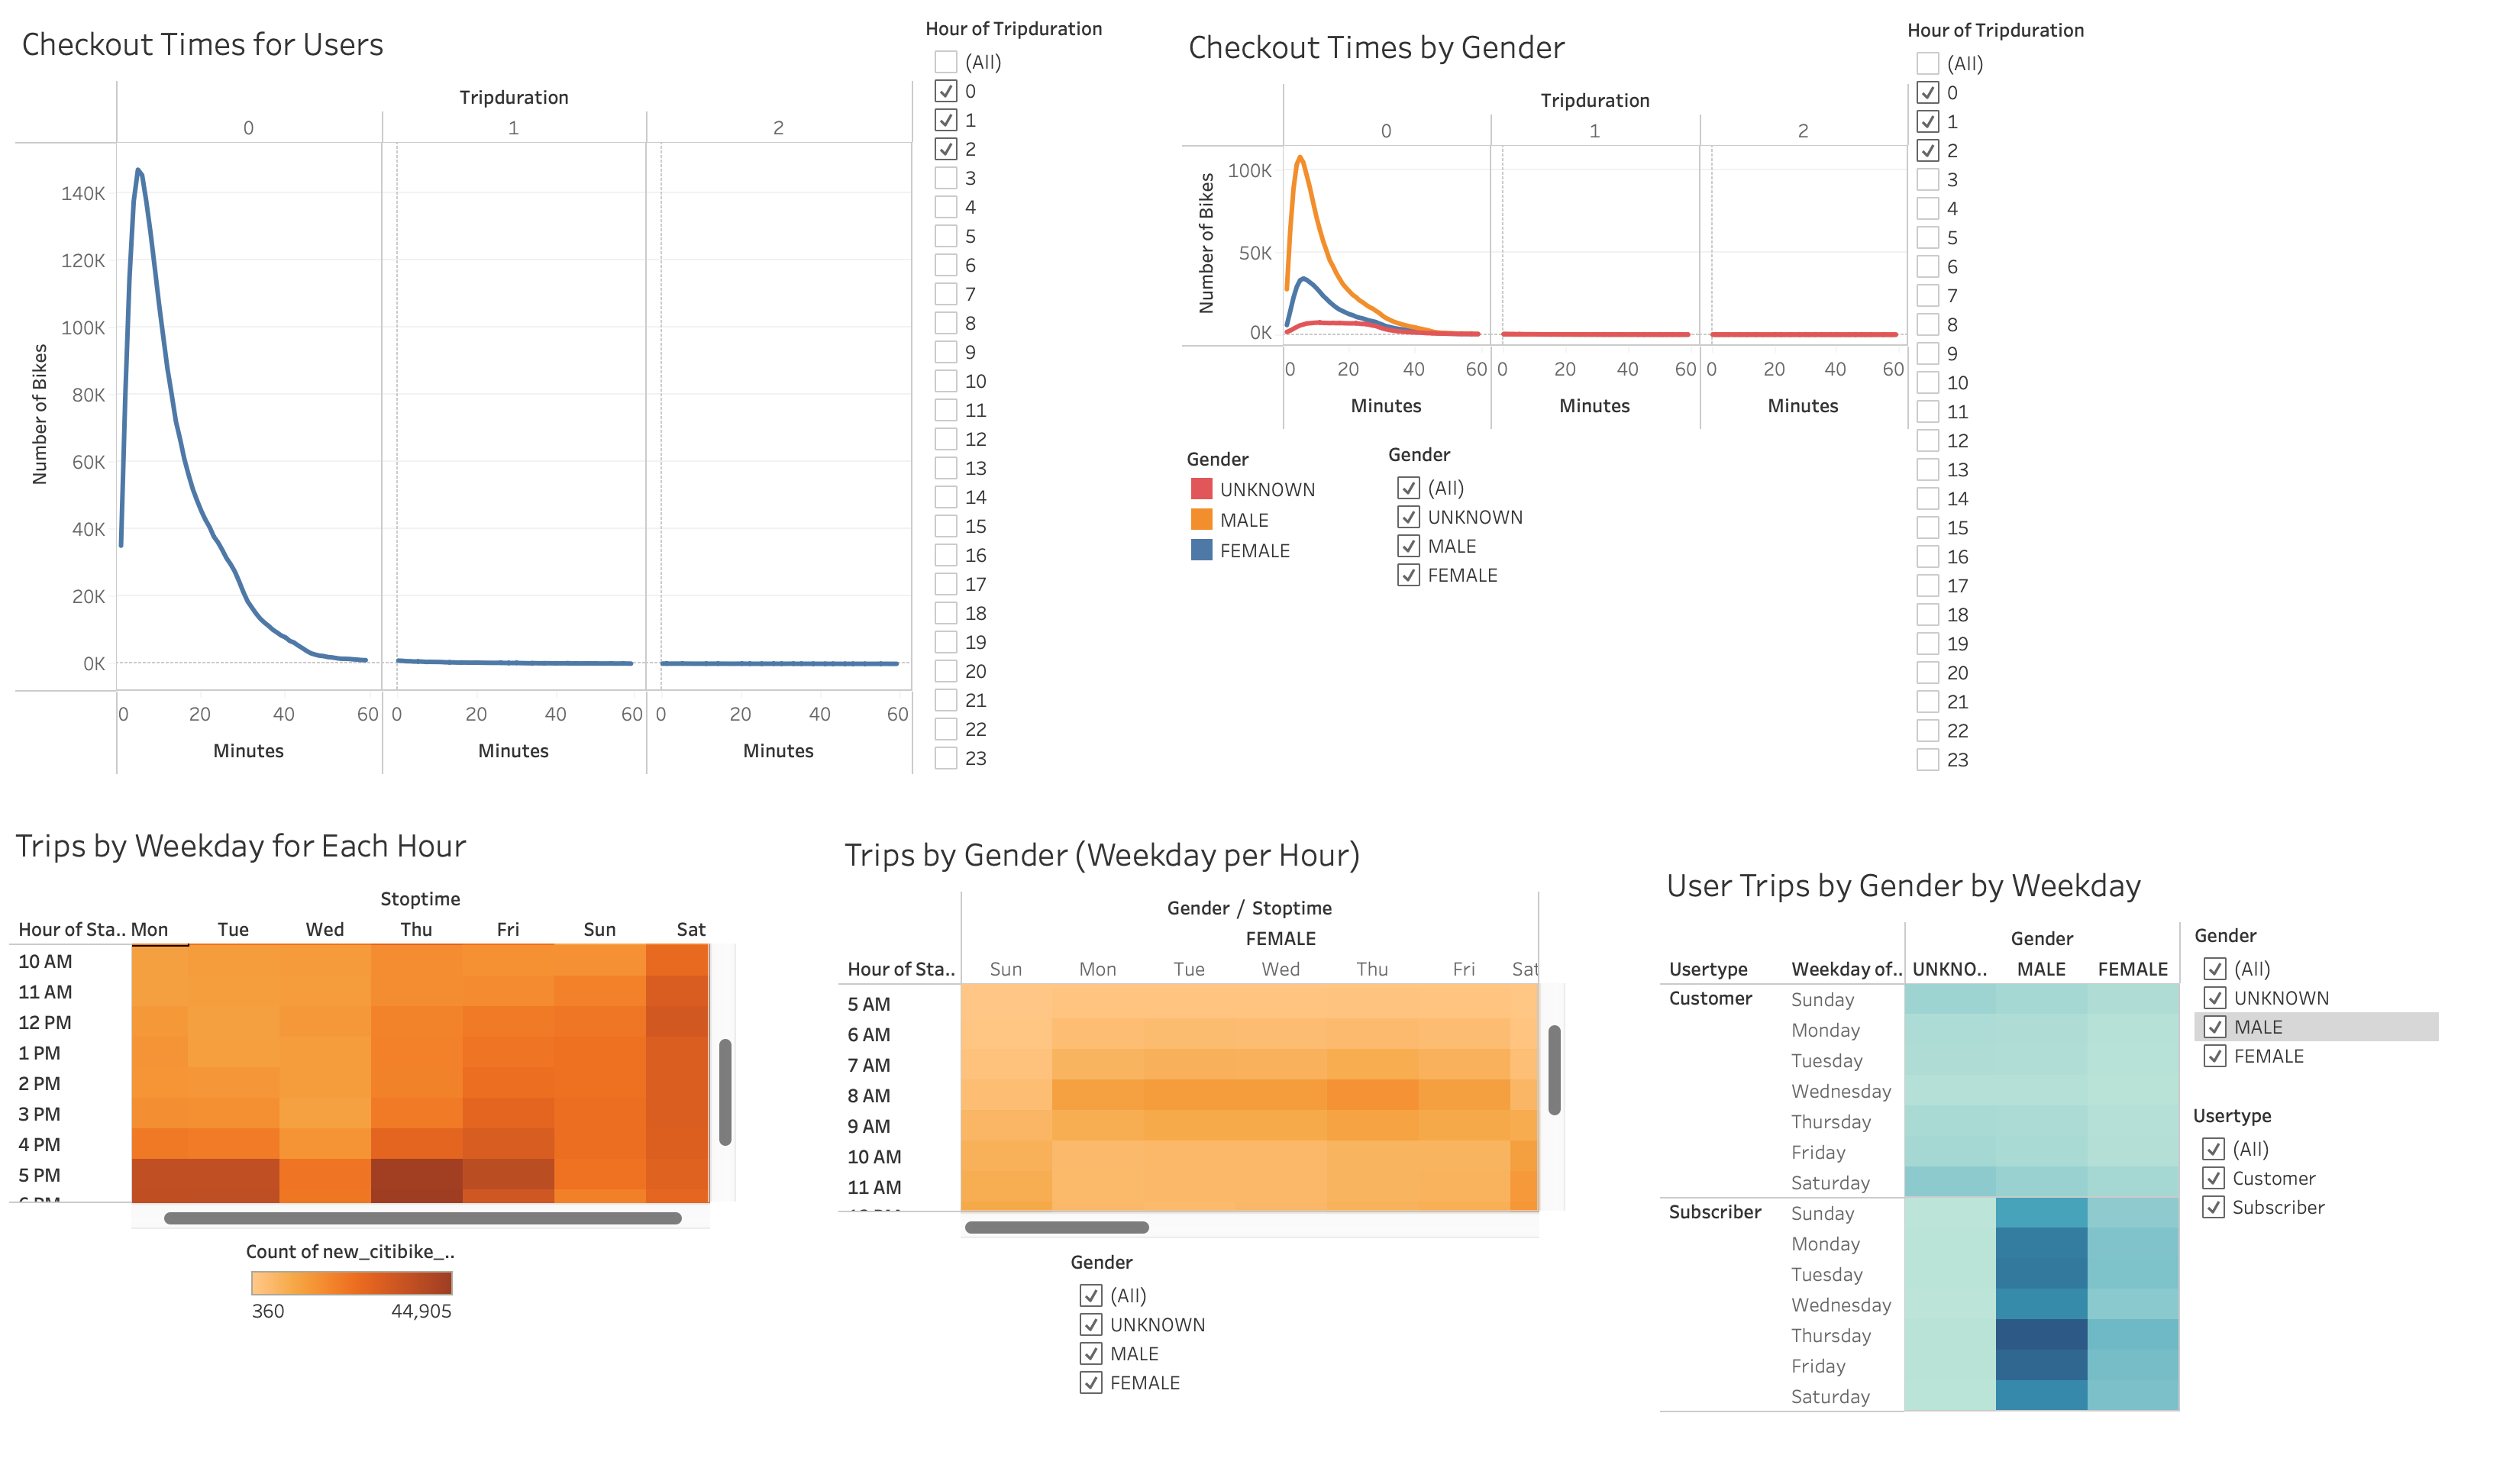 Checkout Times for Users
Tripduration
0 1 2
Number of Bikes
140K
120K
100K
80K
60K
40K
20K
0K
0 20 40 60 0 20 40 60 0 20 40 60
Minutes Minutes Minutes
Hour of Tripduration
(All)
0
1
2
3
4
5
6
7
8
9
10
11
12
13
14
15
16
17
18
19
20
21
22
23
Checkout Times by Gender
Tripduration
0 1 2
Number of Bikes
100K
50K
0K
0 20 40 60 0 20 40 60 0 20 40 60
Minutes Minutes Minutes
Gender
UNKNOWN
MALE
FEMALE
Gender
(All)
UNKNOWN
MALE
FEMALE
Hour of Tripduration
(All)
0
1
2
3
4
5
6
7
8
9
10
11
12
13
14
15
16
17
18
19
20
21
22
23
Trips by Weekday for Each Hour
Stoptime
Hour of Sta.. Mon Tue Wed Thu Fri Sun Sat
10 AM
11 AM
12 PM
1 PM
2 PM
3 PM
4 PM
5 PM
Count of new_citibike_..
360 44,905
Trips by Gender (Weekday per Hour)
Gender / Stoptime
FEMALE
Hour of Sta.. Sun Mon Tue Wed Thu Fri Sat
5 AM
6 AM
7 AM
8 AM
9 AM
10 AM
11 AM
Gender
(All)
UNKNOWN
MALE
FEMALE
User Trips by Gender by Weekday
Gender
Usertype Weekday of.. UNKNO.. MALE FEMALE
Customer Sunday
Monday
Tuesday
Wednesday
Thursday
Friday
Saturday
Subscriber Sunday
Monday
Tuesday
Wednesday
Thursday
Friday
Saturday
Gender
(All)
UNKNOWN
MALE
FEMALE
Usertype
(All)
Customer
Subscriber